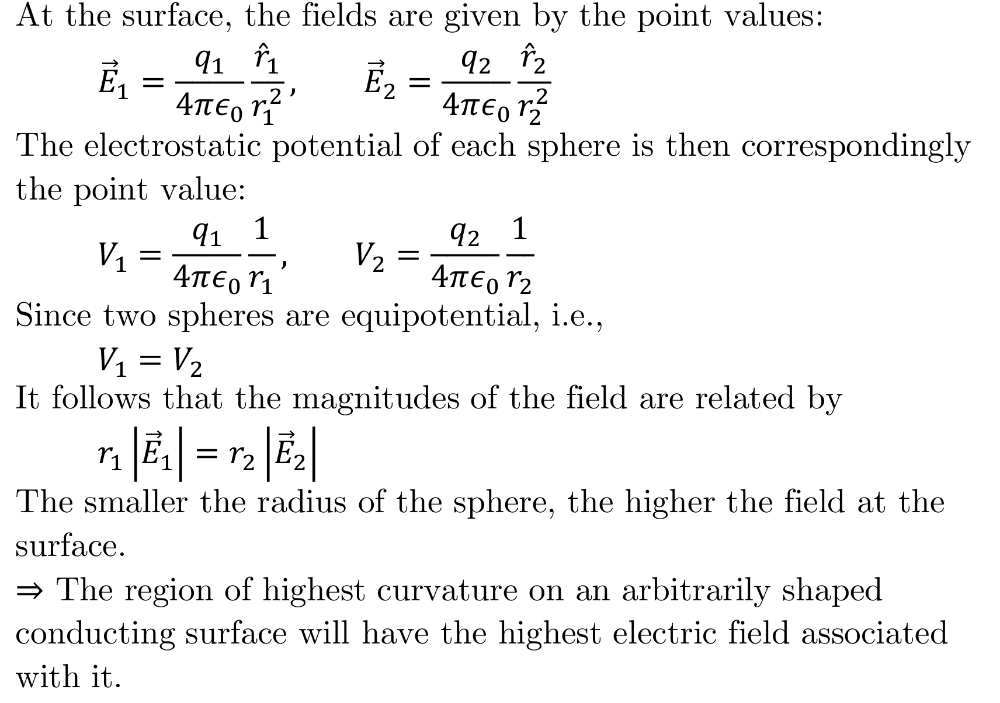 At the surface, the fields are given by the point values:
$\vec{E}_1 = \frac{q_1}{4\pi\epsilon_0} \frac{\hat{r}_1}{r_1^2}, \quad \vec{E}_2 = \frac{q_2}{4\pi\epsilon_0} \frac{\hat{r}_2}{r_2^2}$
The electrostatic potential of each sphere is then correspondingly
the point value:
$V_1 = \frac{q_1}{4\pi\epsilon_0} \frac{1}{r_1}, \quad V_2 = \frac{q_2}{4\pi\epsilon_0} \frac{1}{r_2}$
Since two spheres are equipotential, i.e.,
$V_1 = V_2$
It follows that the magnitudes of the field are related by
$r_1 \left|\vec{E}_1\right| = r_2 \left|\vec{E}_2\right|$
The smaller the radius of the sphere, the higher the field at the
surface.
⇒ The region of highest curvature on an arbitrarily shaped
conducting surface will have the highest electric field associated
with it.